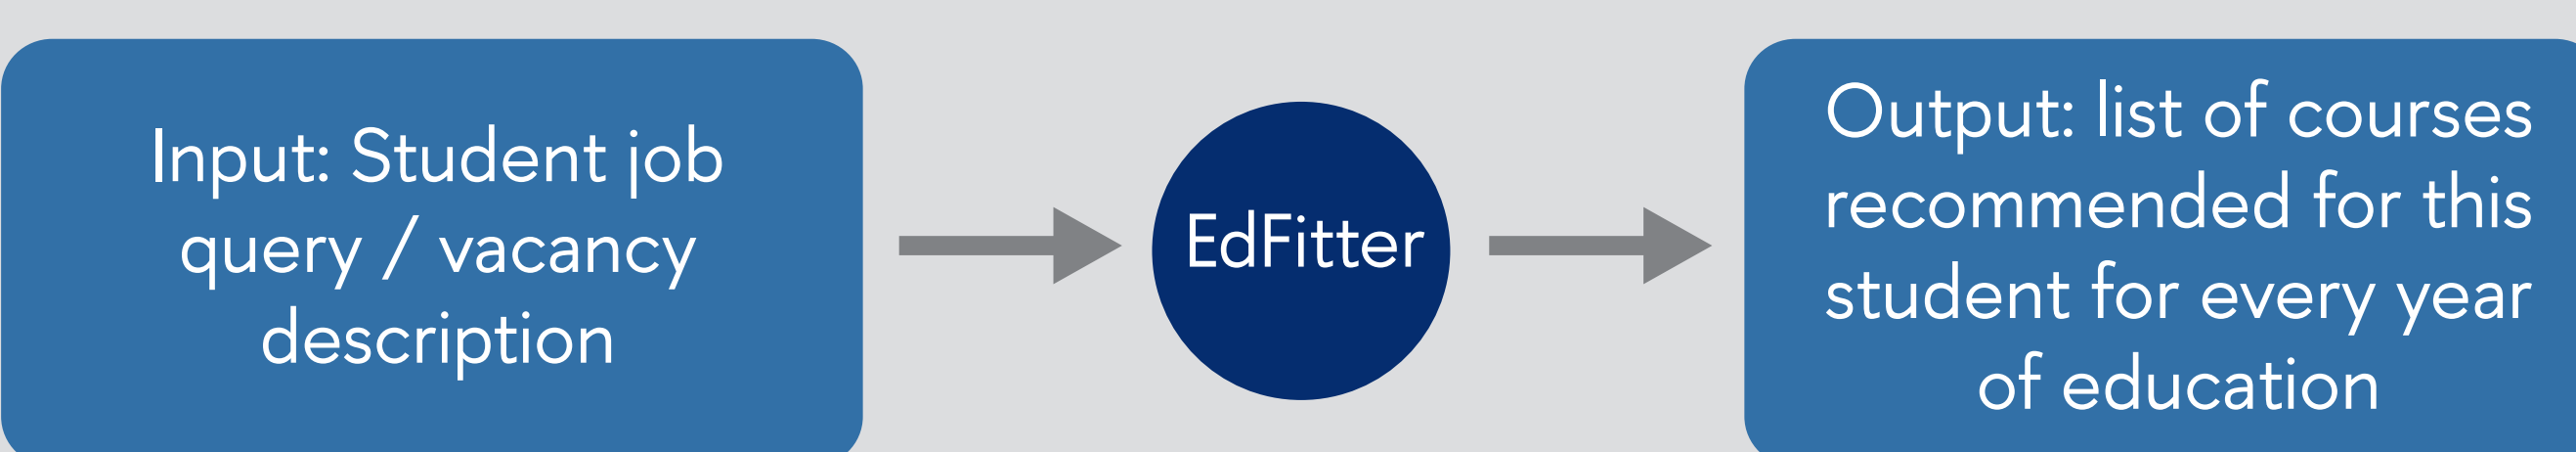 Input: Student job
query / vacancy
description
EdFitter
Output: list of courses
recommended for this
student for every year
of education